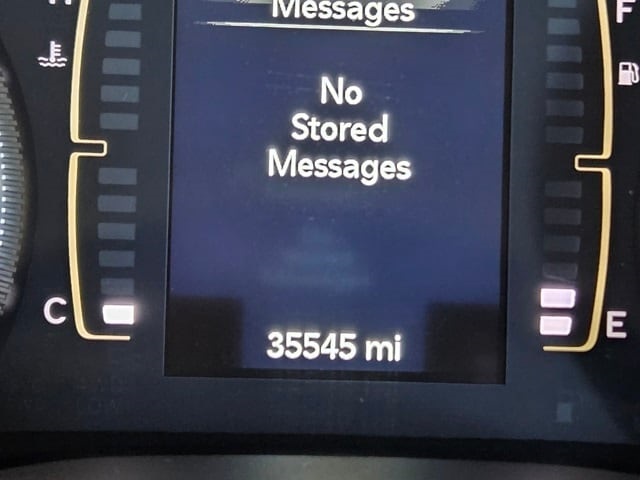 Messages
H
F
No
Stored
Messages
C
E
35545 mi